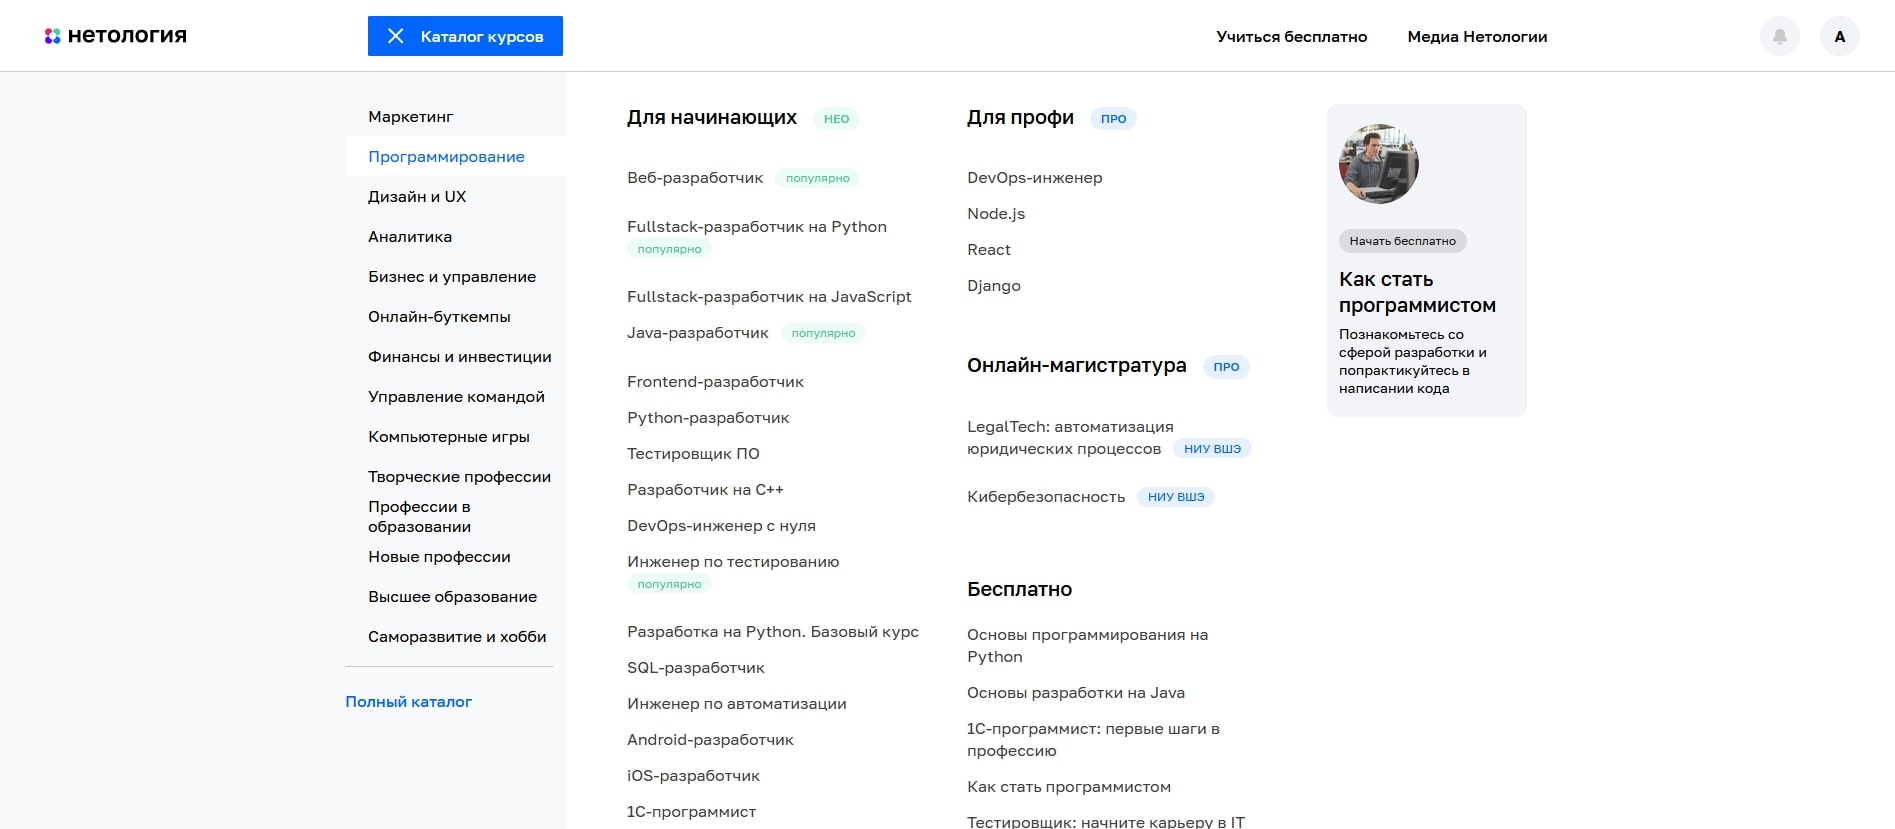 нетология
Каталог курсов
Учиться бесплатно
Медиа Нетологии
А
Маркетинг
Программирование
Дизайн и UX
Аналитика
Бизнес и управление
Онлайн-буткемпы
Финансы и инвестиции
Управление командой
Компьютерные игры
Творческие профессии
Профессии в
образовании
Новые профессии
Высшее образование
Саморазвитие и хобби
Полный каталог
Для начинающих НЕО
Веб-разработчик популярно
Fullstack-разработчик на Python
популярно
Fullstack-разработчик на JavaScript
Java-разработчик популярно
Frontend-разработчик
Python-разработчик
Тестировщик ПО
Разработчик на C++
DevOps-инженер с нуля
Инженер по тестированию
популярно
Разработка на Python. Базовый курс
SQL-разработчик
Инженер по автоматизации
Android-разработчик
iOS-разработчик
1C-программист
Для профи ПРО
DevOps-инженер
Node.js
React
Django
Онлайн-магистратура ПРО
LegalTech: автоматизация
юридических процессов НИУ ВШЭ
Кибербезопасность НИУ ВШЭ
Бесплатно
Основы программирования на
Python
Основы разработки на Java
1С-программист: первые шаги в
профессию
Как стать программистом
Тестировщик: начните карьеру в IT
Начать бесплатно
Как стать
программистом
Познакомьтесь со
сферой разработки и
попрактикуйтесь в
написании кода